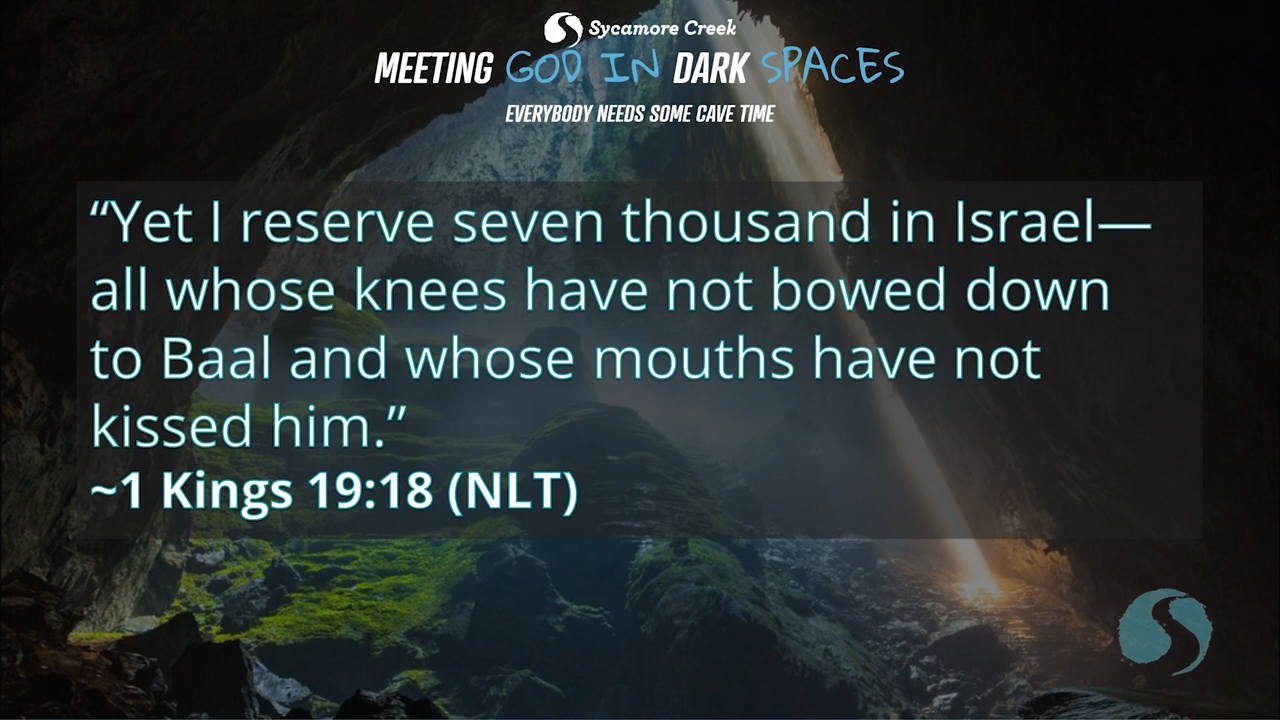 Sycamore Creek
MEETING GOD IN DARK SPACES
EVERYBODY NEEDS SOME CAVE TIME
“Yet I reserve seven thousand in Israel—
all whose knees have not bowed down
to Baal and whose mouths have not
kissed him.”
~1 Kings 19:18 (NLT)